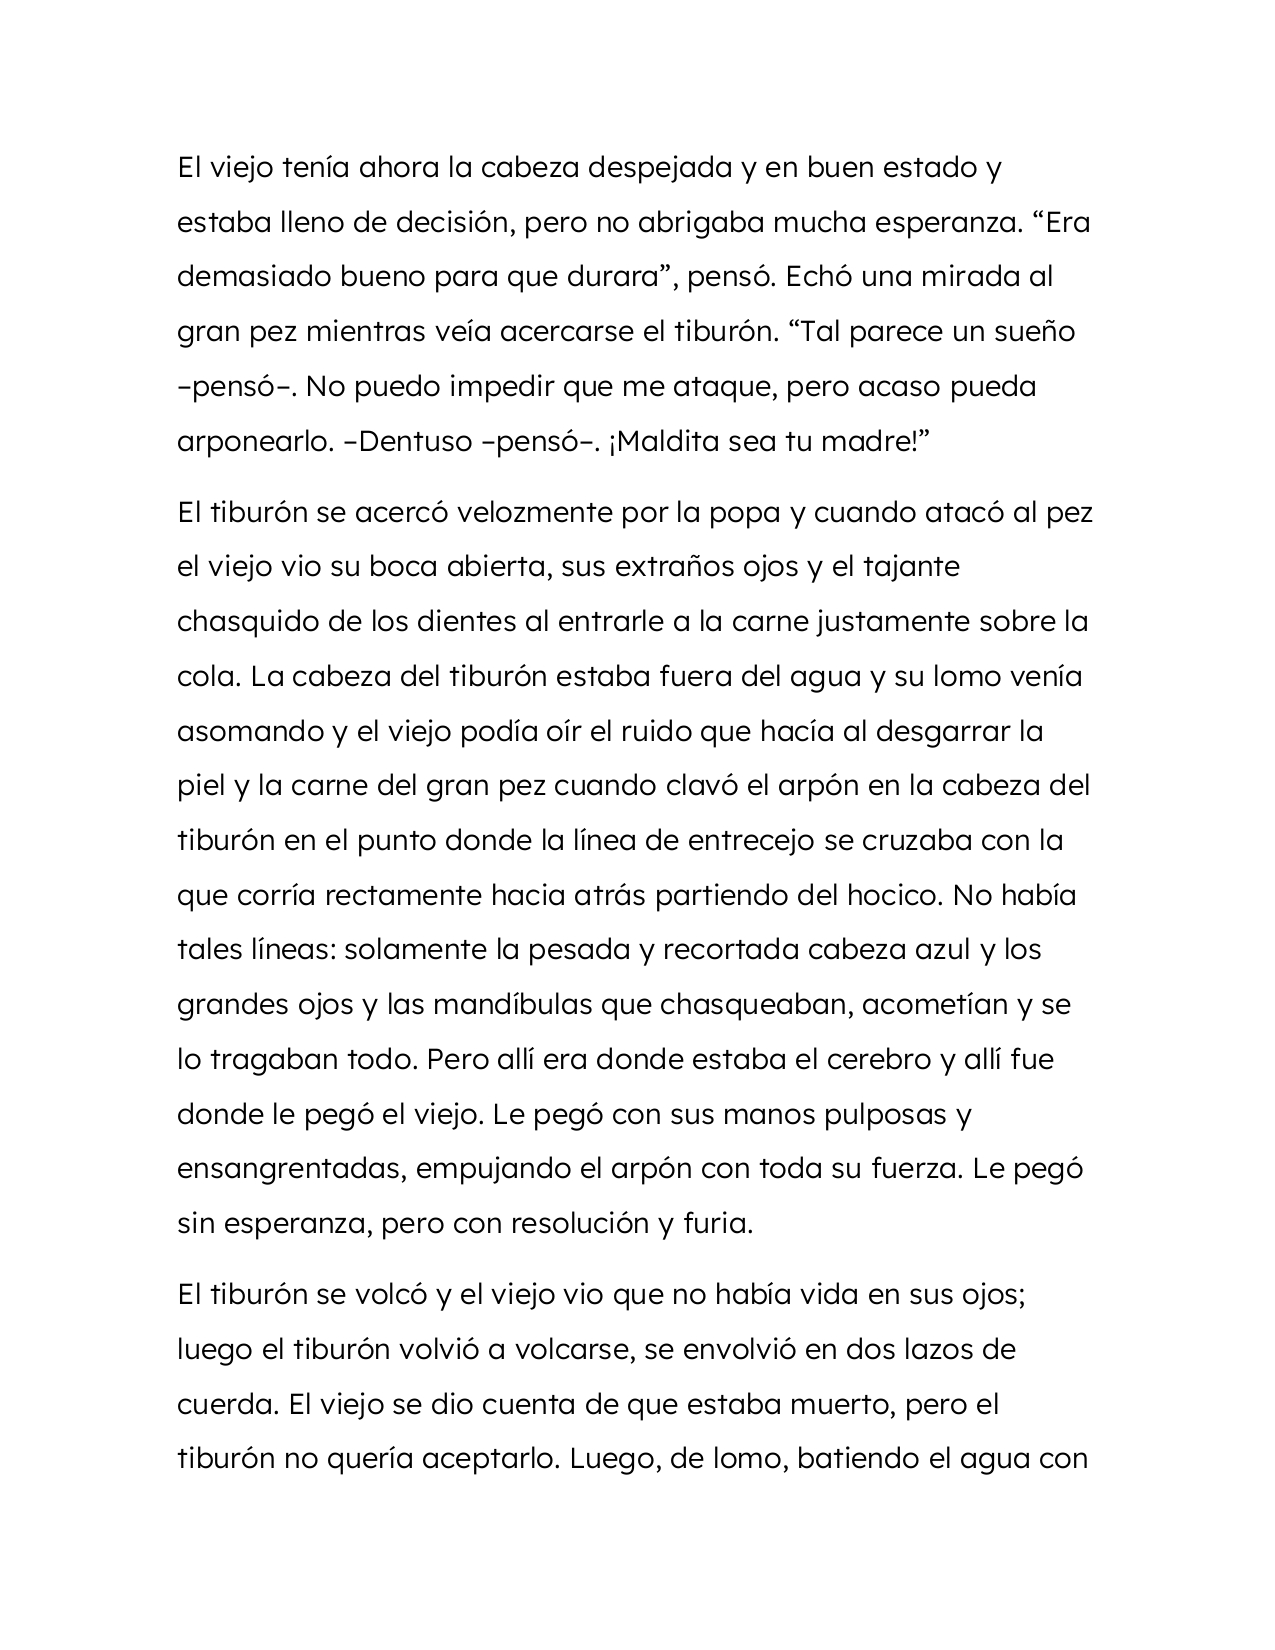 El viejo tenía ahora la cabeza despejada y en buen estado y
estaba lleno de decisión, pero no abrigaba mucha esperanza. “Era
demasiado bueno para que durara”, pensó. Echó una mirada al
gran pez mientras veía acercarse el tiburón. “Tal parece un sueño
–pensó–. No puedo impedir que me ataque, pero acaso pueda
arponearlo. –Dentuso –pensó–. ¡Maldita sea tu madre!”
El tiburón se acercó velozmente por la popa y cuando atacó al pez
el viejo vio su boca abierta, sus extraños ojos y el tajante
chasquido de los dientes al entrarle a la carne justamente sobre la
cola. La cabeza del tiburón estaba fuera del agua y su lomo venía
asomando y el viejo podía oír el ruido que hacía al desgarrar la
piel y la carne del gran pez cuando clavó el arpón en la cabeza del
tiburón en el punto donde la línea de entrecejo se cruzaba con la
que corría rectamente hacia atrás partiendo del hocico. No había
tales líneas: solamente la pesada y recortada cabeza azul y los
grandes ojos y las mandíbulas que chasqueaban, acometían y se
lo tragaban todo. Pero allí era donde estaba el cerebro y allí fue
donde le pegó el viejo. Le pegó con sus manos pulposas y
ensangrentadas, empujando el arpón con toda su fuerza. Le pegó
sin esperanza, pero con resolución y furia.
El tiburón se volcó y el viejo vio que no había vida en sus ojos;
luego el tiburón volvió a volcarse, se envolvió en dos lazos de
cuerda. El viejo se dio cuenta de que estaba muerto, pero el
tiburón no quería aceptarlo. Luego, de lomo, batiendo el agua con